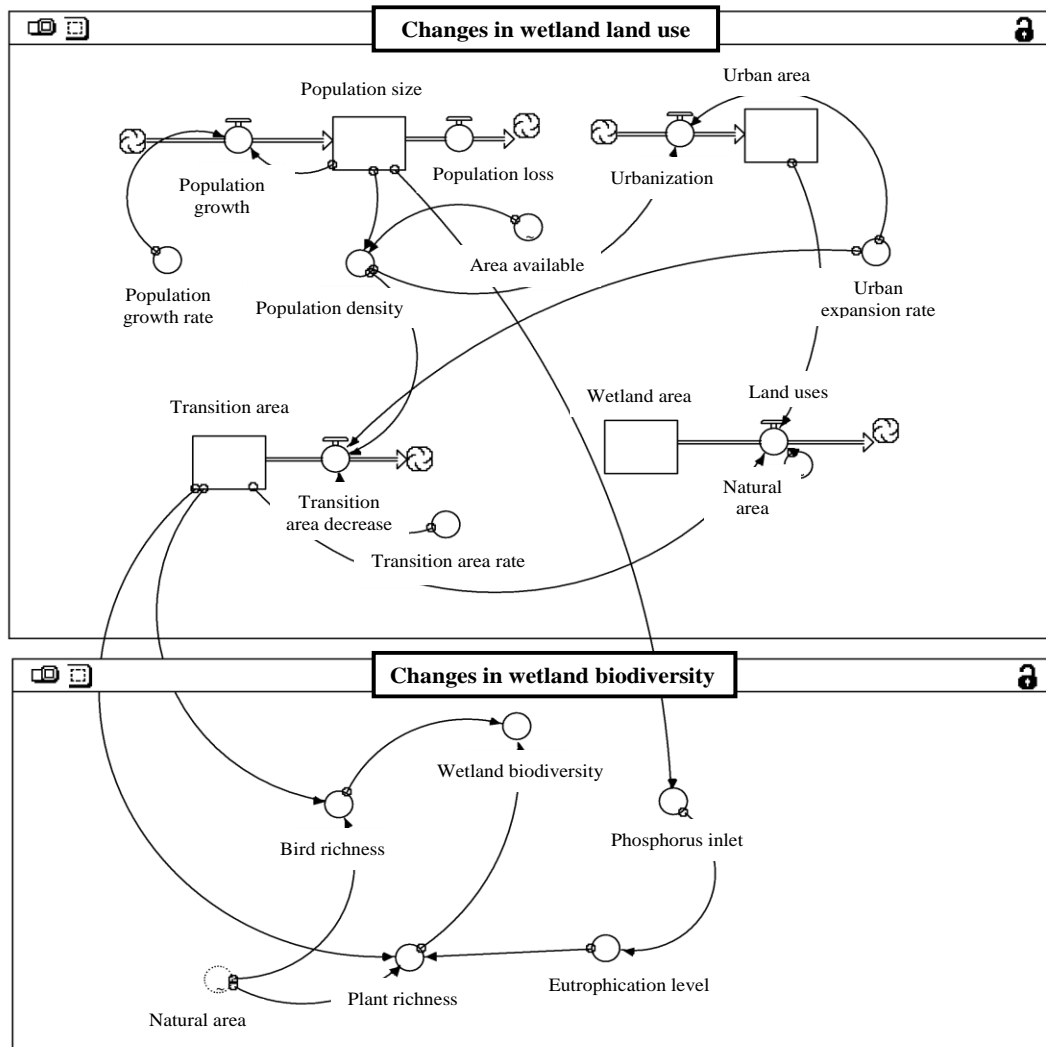 Changes in wetland land use
Population size
Urban area
Population
growth
Population loss
Urbanization
Area available
Population
growth rate
Population density
Urban
expansion rate
Transition area
Wetland area
Land uses
Transition
area decrease
Natural
area
Transition area rate
Changes in wetland biodiversity
Wetland biodiversity
Bird richness
Phosphorus inlet
Plant richness
Eutrophication level
Natural area